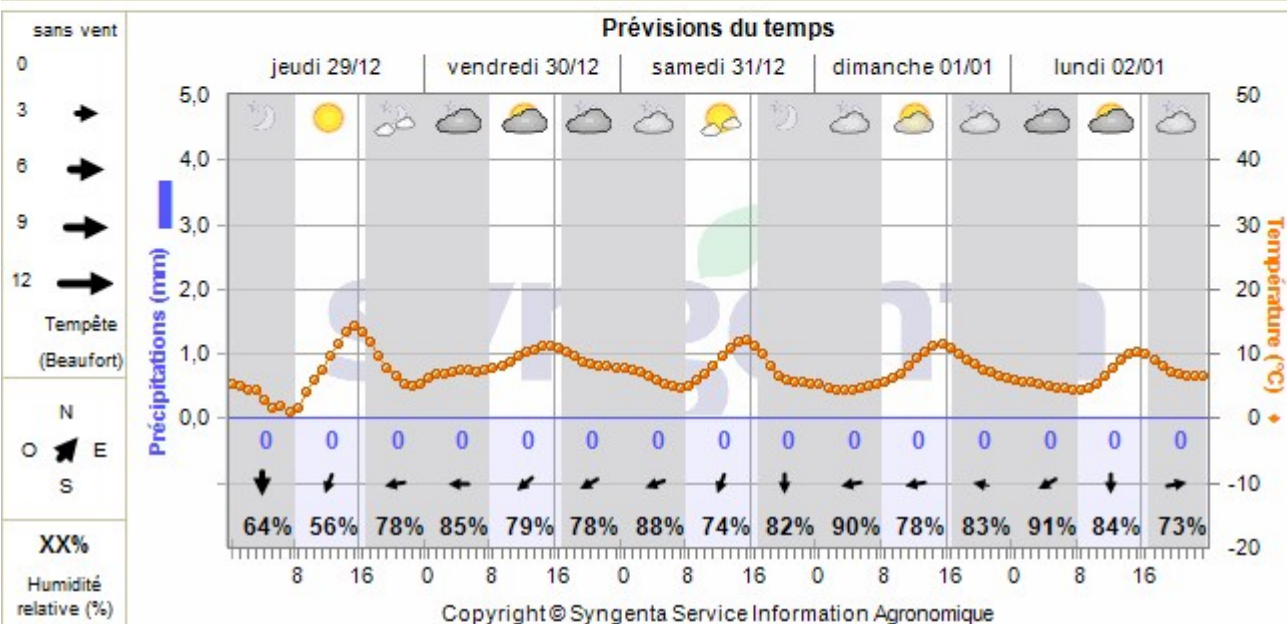 sans vent
0
3
6
9
12
Tempête
(Beaufort)
N
O E
S
XX%
Humidité
relative (%)
Prévisions du temps
jeudi 29/12 vendredi 30/12 samedi 31/12 dimanche 01/01 lundi 02/01
5,0 50
4,0 40
3,0 30
2,0 20
1,0 10
0,0 0
-10
-20
Précipitations (mm)
Température (°C)
syngenta
0 0 0 0 0 0 0 0 0 0 0 0 0 0 0
64% 56% 78% 85% 79% 78% 88% 74% 82% 90% 78% 83% 91% 84% 73%
8 16 0 8 16 0 8 16 0 8 16 0 8 16
Copyright © Syngenta Service Information Agronomique